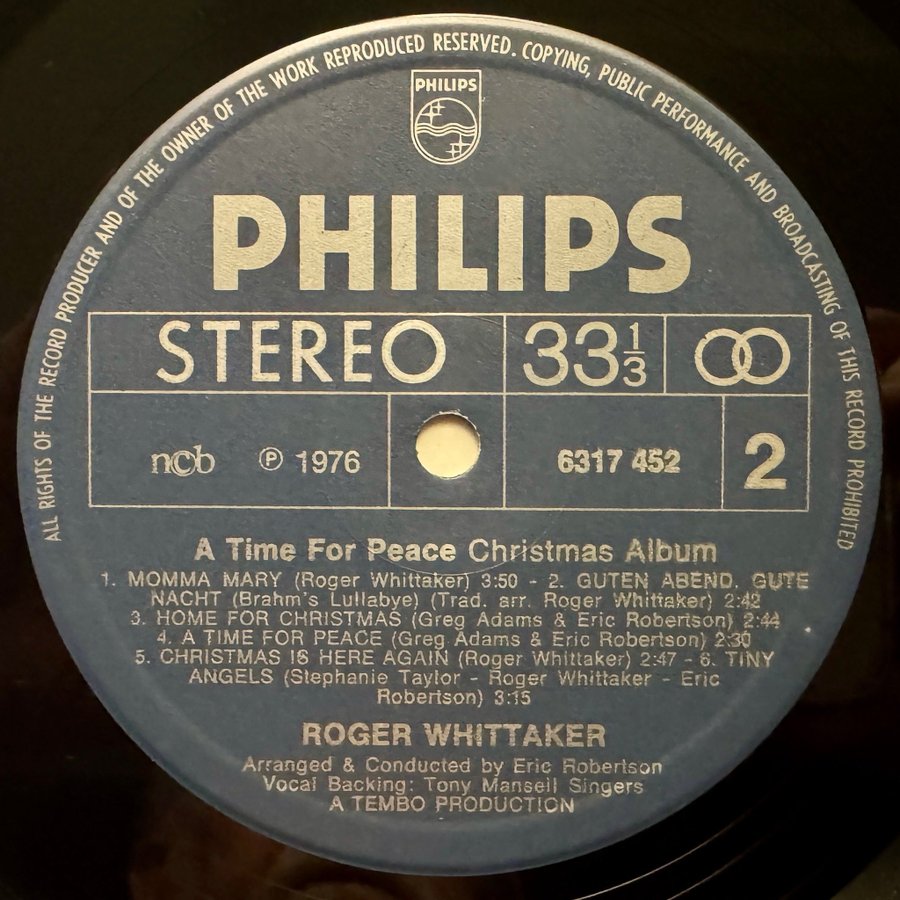 ALL RIGHTS OF THE RECORD PRODUCER AND OF THE OWNER OF THE WORK REPRODUCED RESERVED. COPYING, PUBLIC PERFORMANCE AND BROADCASTING OF THIS RECORD PROHIBITED
PHILIPS
PHILIPS
STEREO 33 1/3
ncb ℗ 1976 6317 452 2
A Time For Peace Christmas Album
1. MOMMA MARY (Roger Whittaker) 3:50 - 2. GUTEN ABEND. GUTE
NACHT (Brahm's Lullabye) (Trad. arr. Roger Whittaker) 2:42
3. HOME FOR CHRISTMAS (Greg Adams & Eric Robertson) 2:44
4. A TIME FOR PEACE (Greg Adams & Eric Robertson) 2:30
5. CHRISTMAS IS HERE AGAIN (Roger Whittaker) 2:47 - 6. TINY
ANGELS (Stephanie Taylor - Roger Whittaker - Eric
Robertson) 3:15
ROGER WHITTAKER
Arranged & Conducted by Eric Robertson
Vocal Backing: Tony Mansell Singers
A TEMBO PRODUCTION